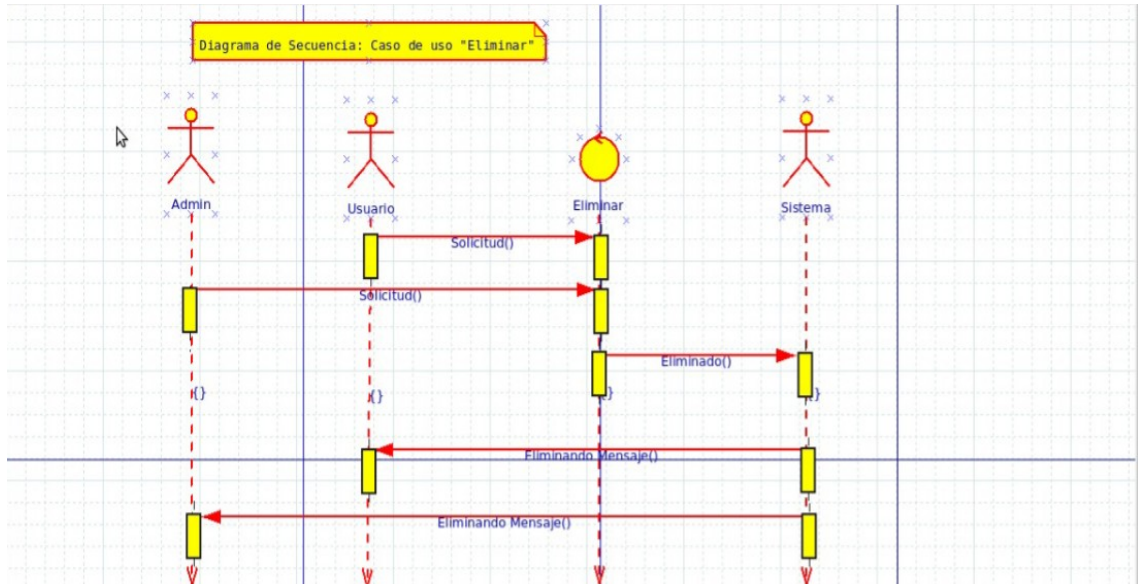 Diagrama de Secuencia: Caso de uso "Eliminar"
Admin
Usuario
Eliminar
Sistema
Solicitud()
Solicitud()
Eliminado()
{}
{}
{}
{}
Eliminando Mensaje()
Eliminando Mensaje()